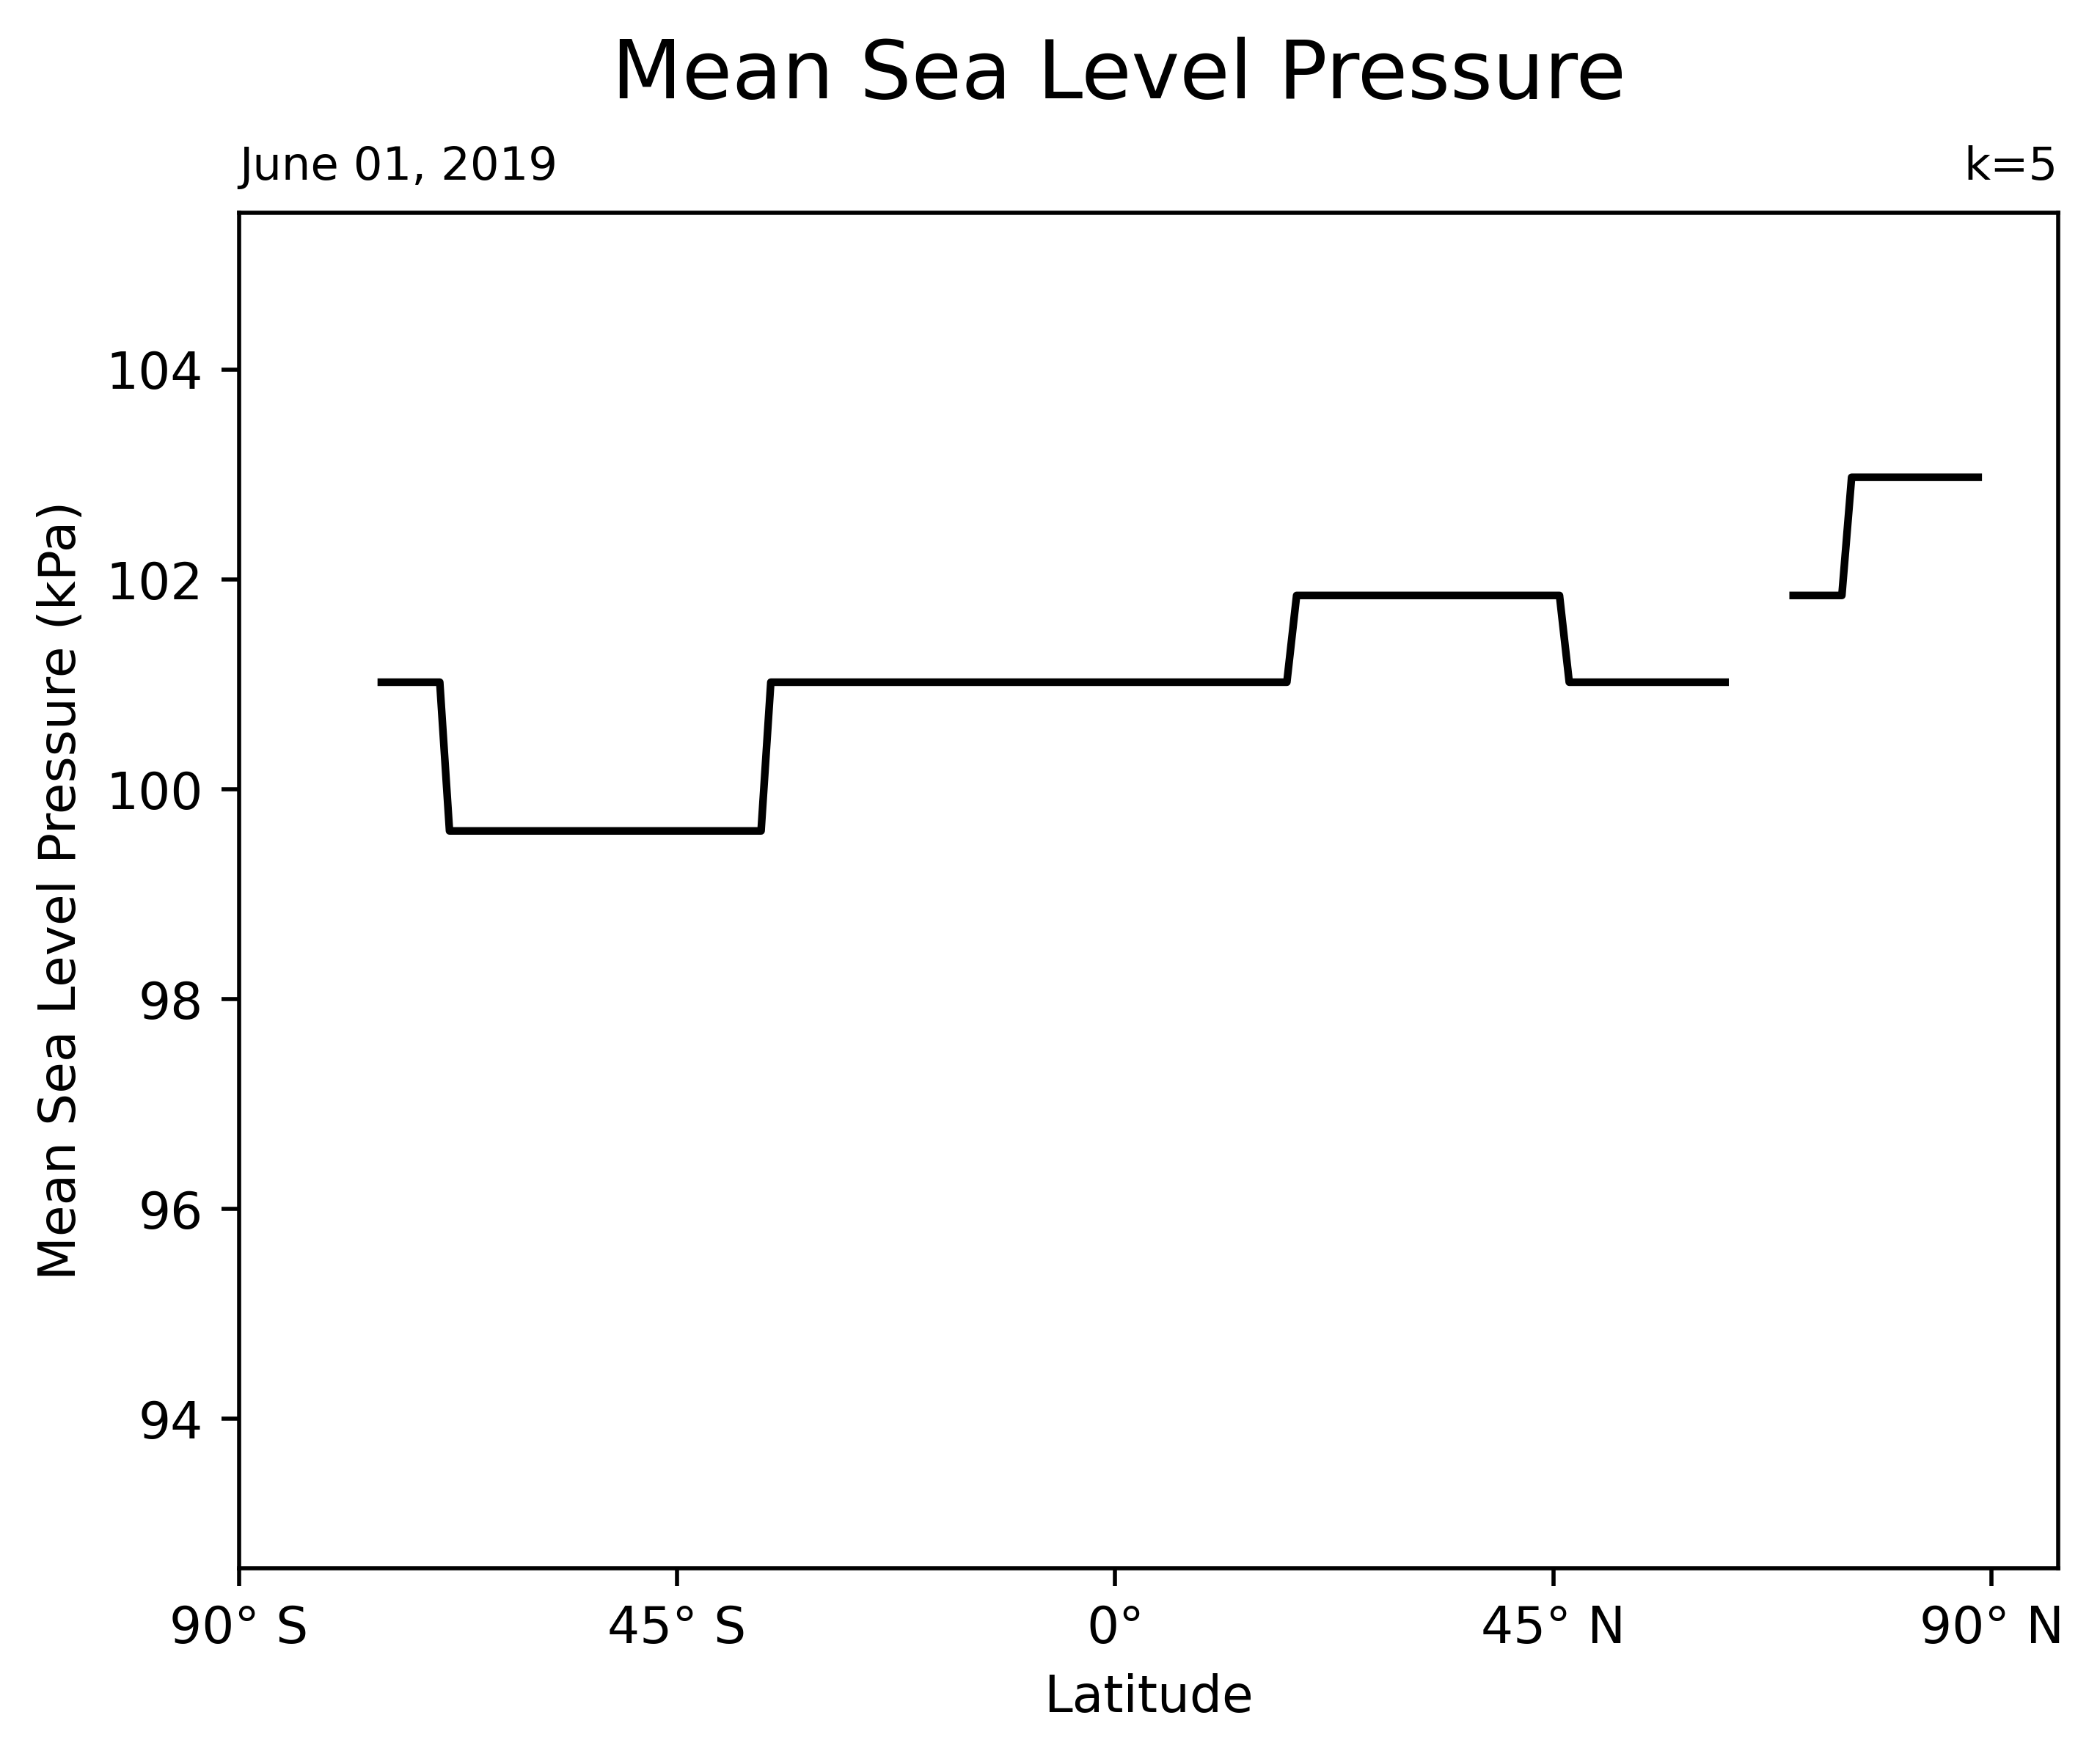 Mean Sea Level Pressure
June 01, 2019
k=5
Mean Sea Level Pressure (kPa)
104
102
100
98
96
94
90° S
45° S
0°
45° N
90° N
Latitude